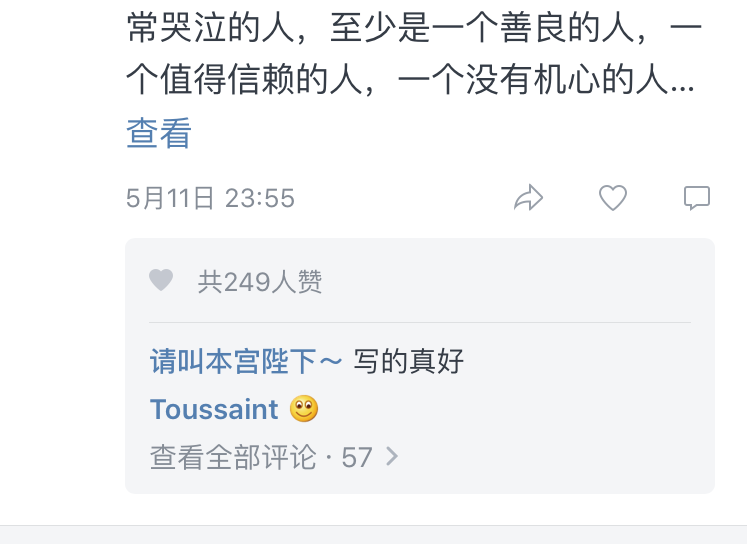 常哭泣的人，至少是一个善良的人，一
个值得信赖的人，一个没有机心的人...
查看
5月11日 23:55
共249人赞
请叫本宫陛下～ 写的真好
Toussaint
查看全部评论 · 57